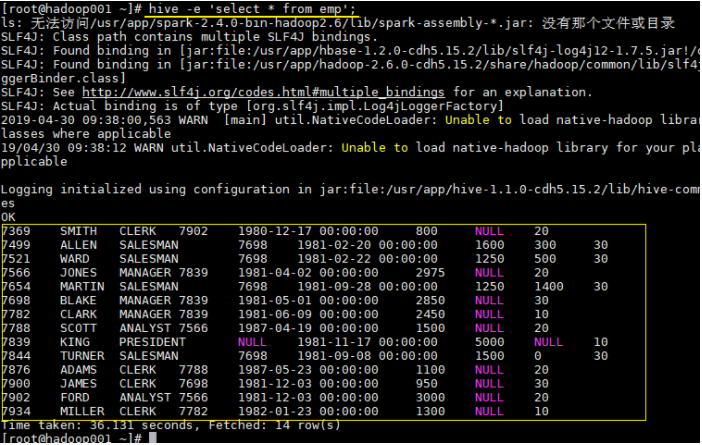 [root@hadoop001 ~]# hive -e 'select * from emp';
ls: 无法访问/usr/app/spark-2.4.0-bin-hadoop2.6/lib/spark-assembly-*.jar: 没有那个文件或目录
SLF4J: Class path contains multiple SLF4J bindings.
SLF4J: Found binding in [jar:file:/usr/app/hbase-1.2.0-cdh5.15.2/lib/slf4j-log4j12-1.7.5.jar!/o
SLF4J: Found binding in [jar:file:/usr/app/hadoop-2.6.0-cdh5.15.2/share/hadoop/common/lib/slf4j
ggerBinder.class]
SLF4J: See http://www.slf4j.org/codes.html#multiple_bindings for an explanation.
SLF4J: Actual binding is of type [org.slf4j.impl.Log4jLoggerFactory]
2019-04-30 09:38:00,563 WARN  [main] util.NativeCodeLoader: Unable to load native-hadoop librar
lasses where applicable
19/04/30 09:38:12 WARN util.NativeCodeLoader: Unable to load native-hadoop library for your pla
pplicable
Logging initialized using configuration in jar:file:/usr/app/hive-1.1.0-cdh5.15.2/lib/hive-comm
es
OK
7369 SMITH CLERK 7902 1980-12-17 00:00:00 800 NULL 20
7499 ALLEN SALESMAN 7698 1981-02-20 00:00:00 1600 300 30
7521 WARD SALESMAN 7698 1981-02-22 00:00:00 1250 500 30
7566 JONES MANAGER 7839 1981-04-02 00:00:00 2975 NULL 20
7654 MARTIN SALESMAN 7698 1981-09-28 00:00:00 1250 1400 30
7698 BLAKE MANAGER 7839 1981-05-01 00:00:00 2850 NULL 30
7782 CLARK MANAGER 7839 1981-06-09 00:00:00 2450 NULL 10
7788 SCOTT ANALYST 7566 1987-04-19 00:00:00 1500 NULL 20
7839 KING PRESIDENT NULL 1981-11-17 00:00:00 5000 NULL 10
7844 TURNER SALESMAN 7698 1981-09-08 00:00:00 1500 0 30
7876 ADAMS CLERK 7788 1987-05-23 00:00:00 1100 NULL 20
7900 JAMES CLERK 7698 1981-12-03 00:00:00 950 NULL 30
7902 FORD ANALYST 7566 1981-12-03 00:00:00 3000 NULL 20
7934 MILLER CLERK 7782 1982-01-23 00:00:00 1300 NULL 10
Time taken: 36.131 seconds, Fetched: 14 row(s)
[root@hadoop001 ~]#